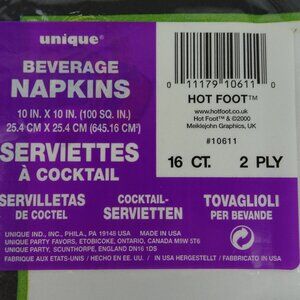 unique®
BEVERAGE
NAPKINS
10 IN. X 10 IN. (100 SQ. IN.)
25.4 CM X 25.4 CM (645.16 CM²)
SERVIETTES
À COCKTAIL
0 11179 10611 0
HOT FOOT™
www.hotfoot.co.uk
HOT FOOT™ & ©2000
Meiklejohn Graphics, UK
#10611
16 CT. 2 PLY
SERVILLETAS
DE COCTEL
COCKTAIL-
SERVIETTEN
TOVAGLIOLI
PER BEVANDE
UNIQUE IND., INC., PHILA., PA 19148 USA MADE IN USA
UNIQUE PARTY FAVORS, ETOBICOKE, ONTARIO, CANADA M9W 5T6
UNIQUE PARTY, SCUNTHORPE, ENGLAND DN16 1DS
FABRIQUE AUX ETATS-UNIS / HECHO EN EE. UU. / IN USA HERGESTELLT / FABBRICATO IN USA